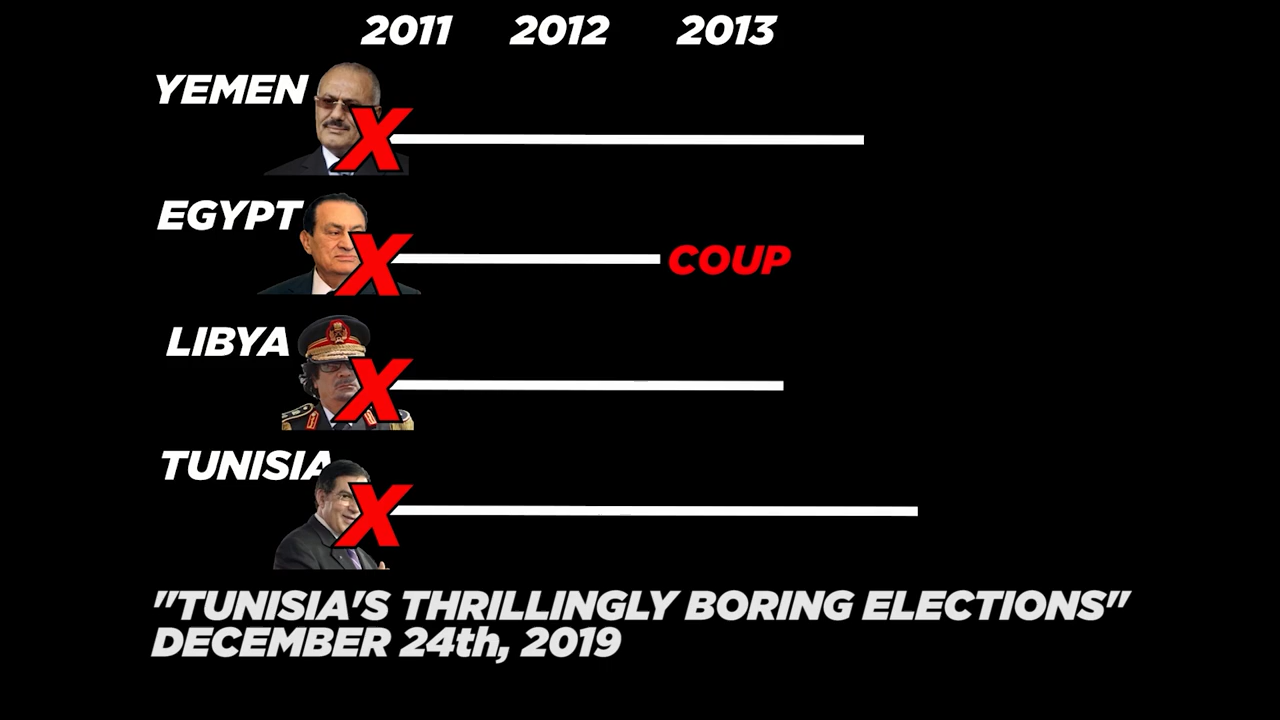 2011 2012 2013
YEMEN
X
EGYPT
X COUP
LIBYA
X
TUNISIA
X
"TUNISIA'S THRILLINGLY BORING ELECTIONS"
DECEMBER 24th, 2019